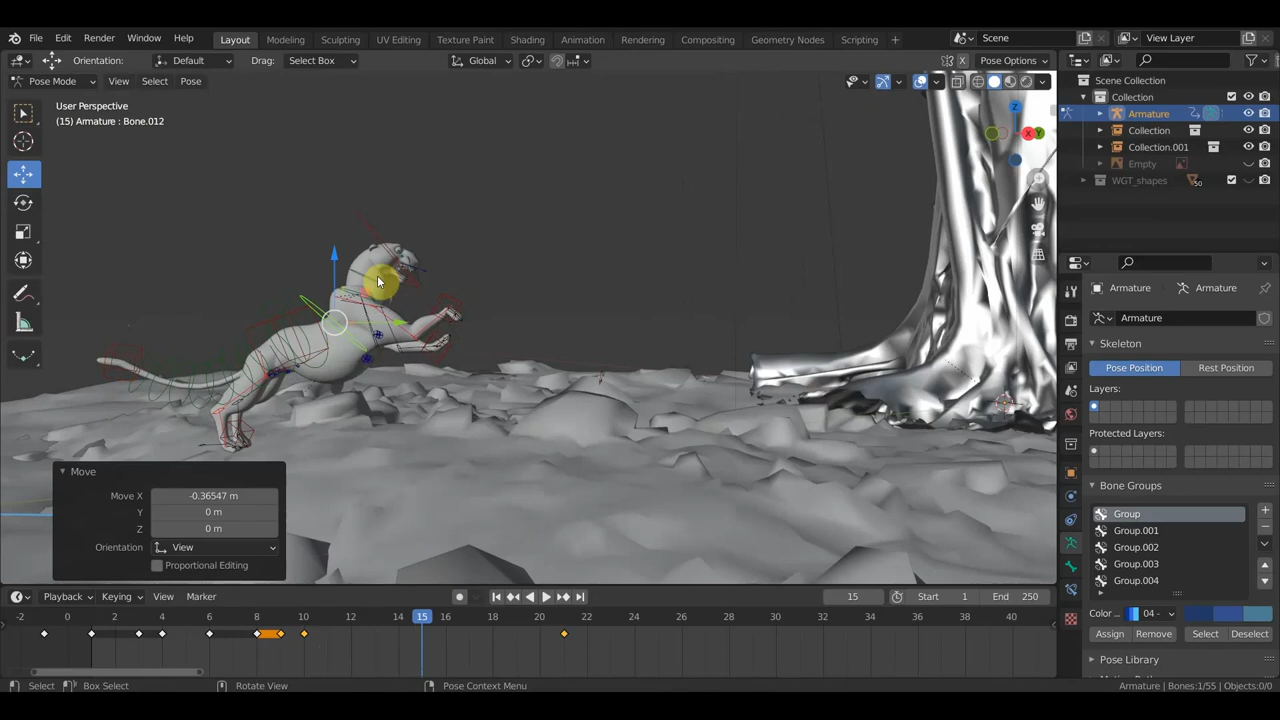 File Edit Render Window Help Layout Modeling Sculpting UV Editing Texture Paint Shading Animation Rendering Compositing Geometry Nodes Scripting + Scene View Layer
Orientation: Default Drag: Select Box Global X Pose Options
Pose Mode View Select Pose
User Perspective
(15) Armature : Bone.012
Z
X Y
Scene Collection
Collection
Armature
Collection
Collection.001
Empty
WGT_shapes 50
Armature Armature
Armature
Skeleton
Pose Position Rest Position
Layers:
Protected Layers:
Bone Groups
Group
Group.001
Group.002
Group.003
Group.004
Color ... 04 -
Assign Remove Select Deselect
Pose Library
Move
Move X -0.36547 m
Y 0 m
Z 0 m
Orientation View
Proportional Editing
Playback Keying View Marker 15 Start 1 End 250
-2 0 2 4 6 8 10 12 15 16 18 20 22 24 26 28 30 32 34 36 38 40
Select Box Select Rotate View Pose Context Menu Armature | Bones:1/55 | Objects:0/0